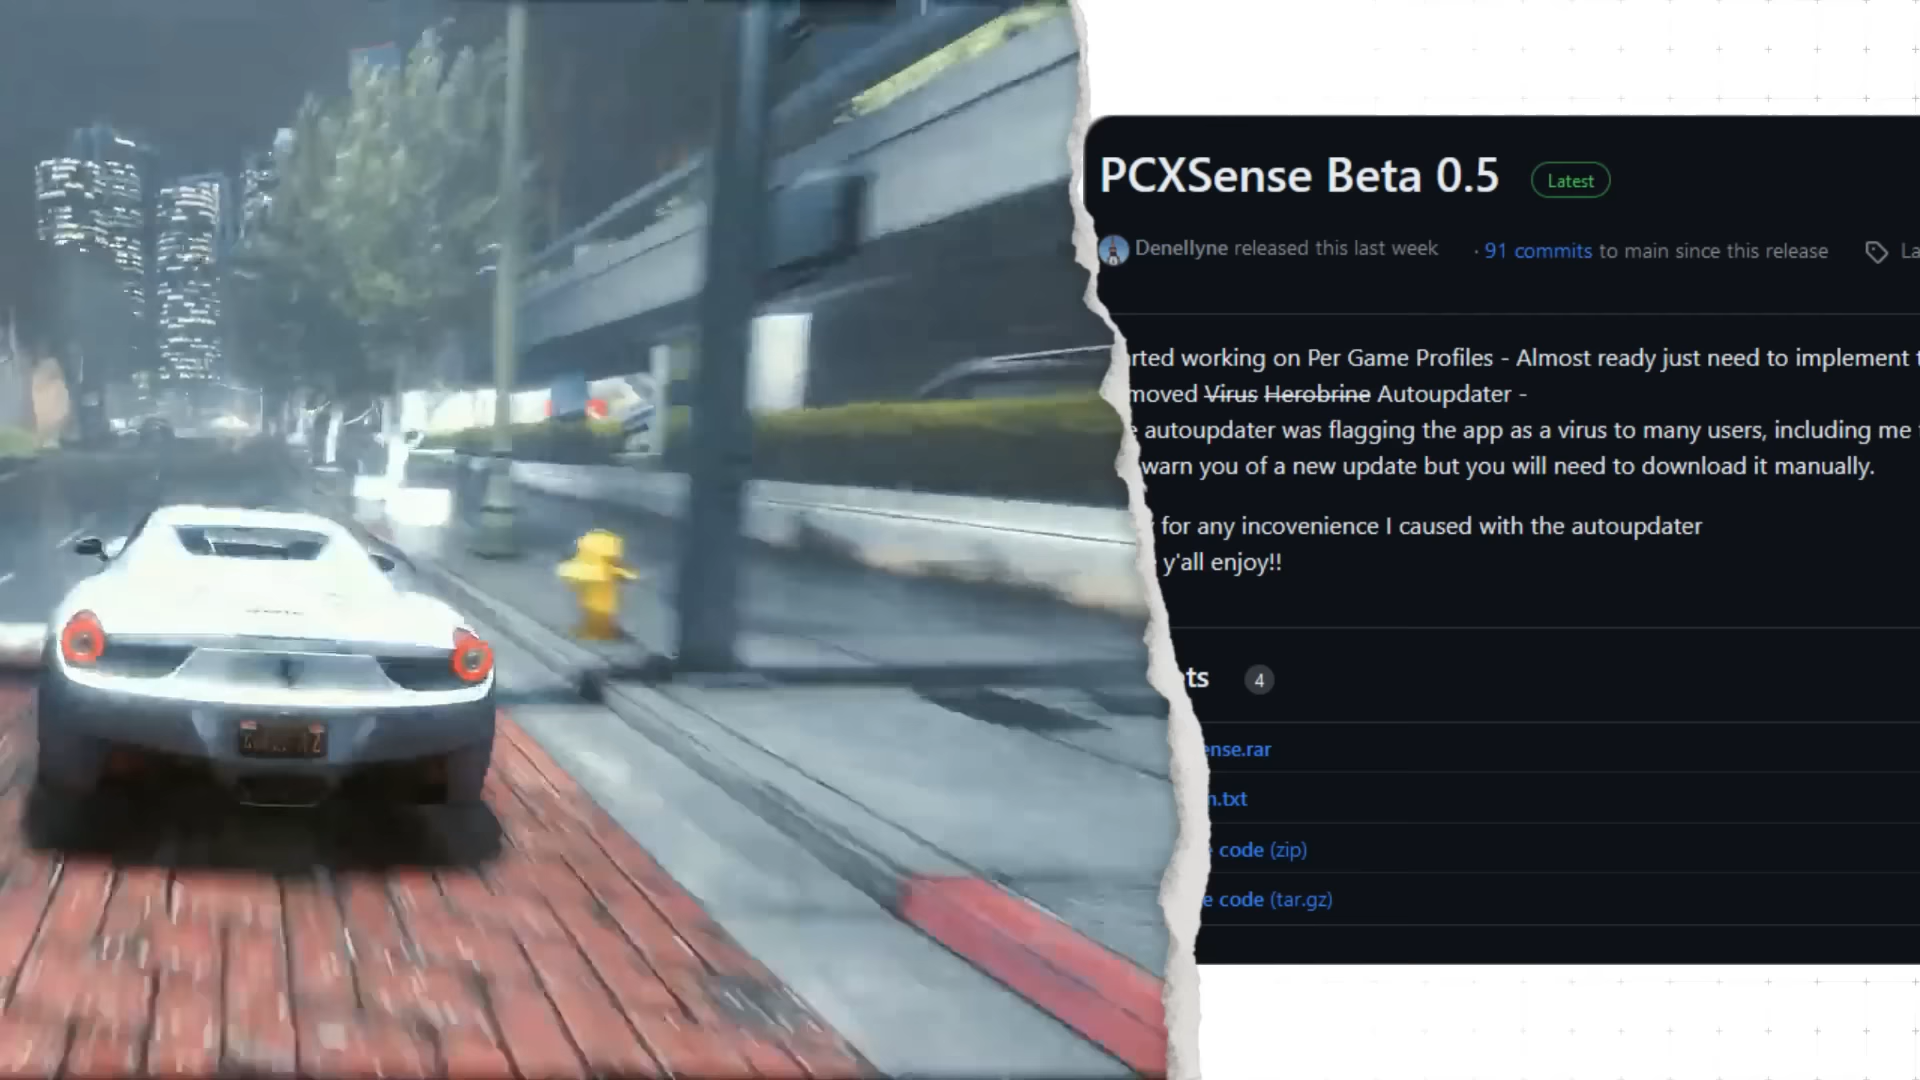 PCXSense Beta 0.5 Latest
Denellyne released this last week · 91 commits to main since this release
rted working on Per Game Profiles - Almost ready just need to implement
moved Virus Herobrine Autoupdater -
autoupdater was flagging the app as a virus to many users, including me
warn you of a new update but you will need to download it manually.
for any incovenience I caused with the autoupdater
y'all enjoy!!
ts 4
ense.rar
.txt
code (zip)
e code (tar.gz)